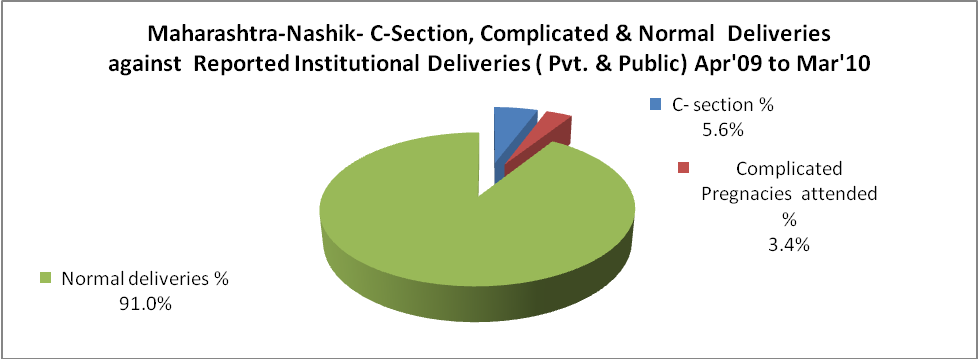 Maharashtra-Nashik- C-Section, Complicated & Normal Deliveries
against Reported Institutional Deliveries ( Pvt. & Public) Apr'09 to Mar'10
C- section %
5.6%
Complicated
Pregnacies attended
%
3.4%
Normal deliveries %
91.0%